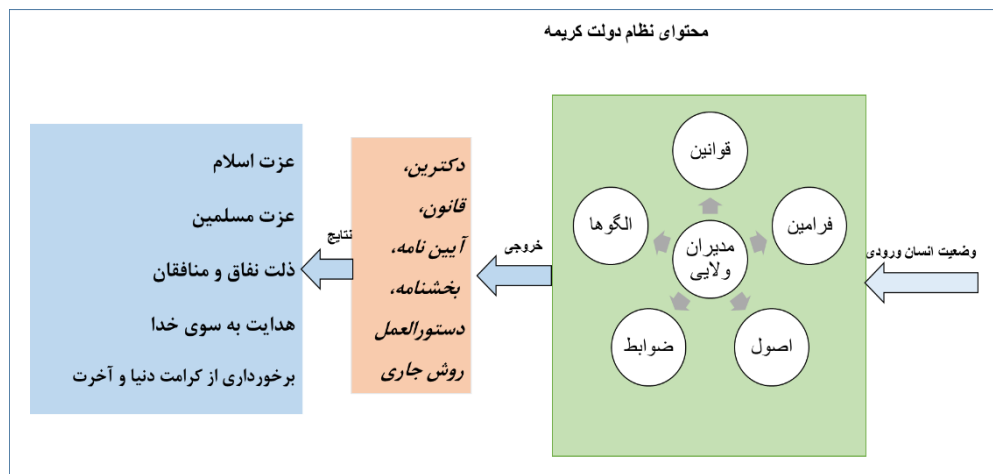 محتوای نظام دولت کریمه
وضعیت انسان ورودی
قوانین
فرامین
الگوها
مدیران
ولایی
اصول
ضوابط
خروجی
دکترین،
قانون،
آیین نامه،
بخشنامه،
دستورالعمل
روش جاری
نتایج
عزت اسلام
عزت مسلمین
ذلت نفاق و منافقان
هدایت به سوی خدا
برخورداری از کرامت دنیا و آخرت